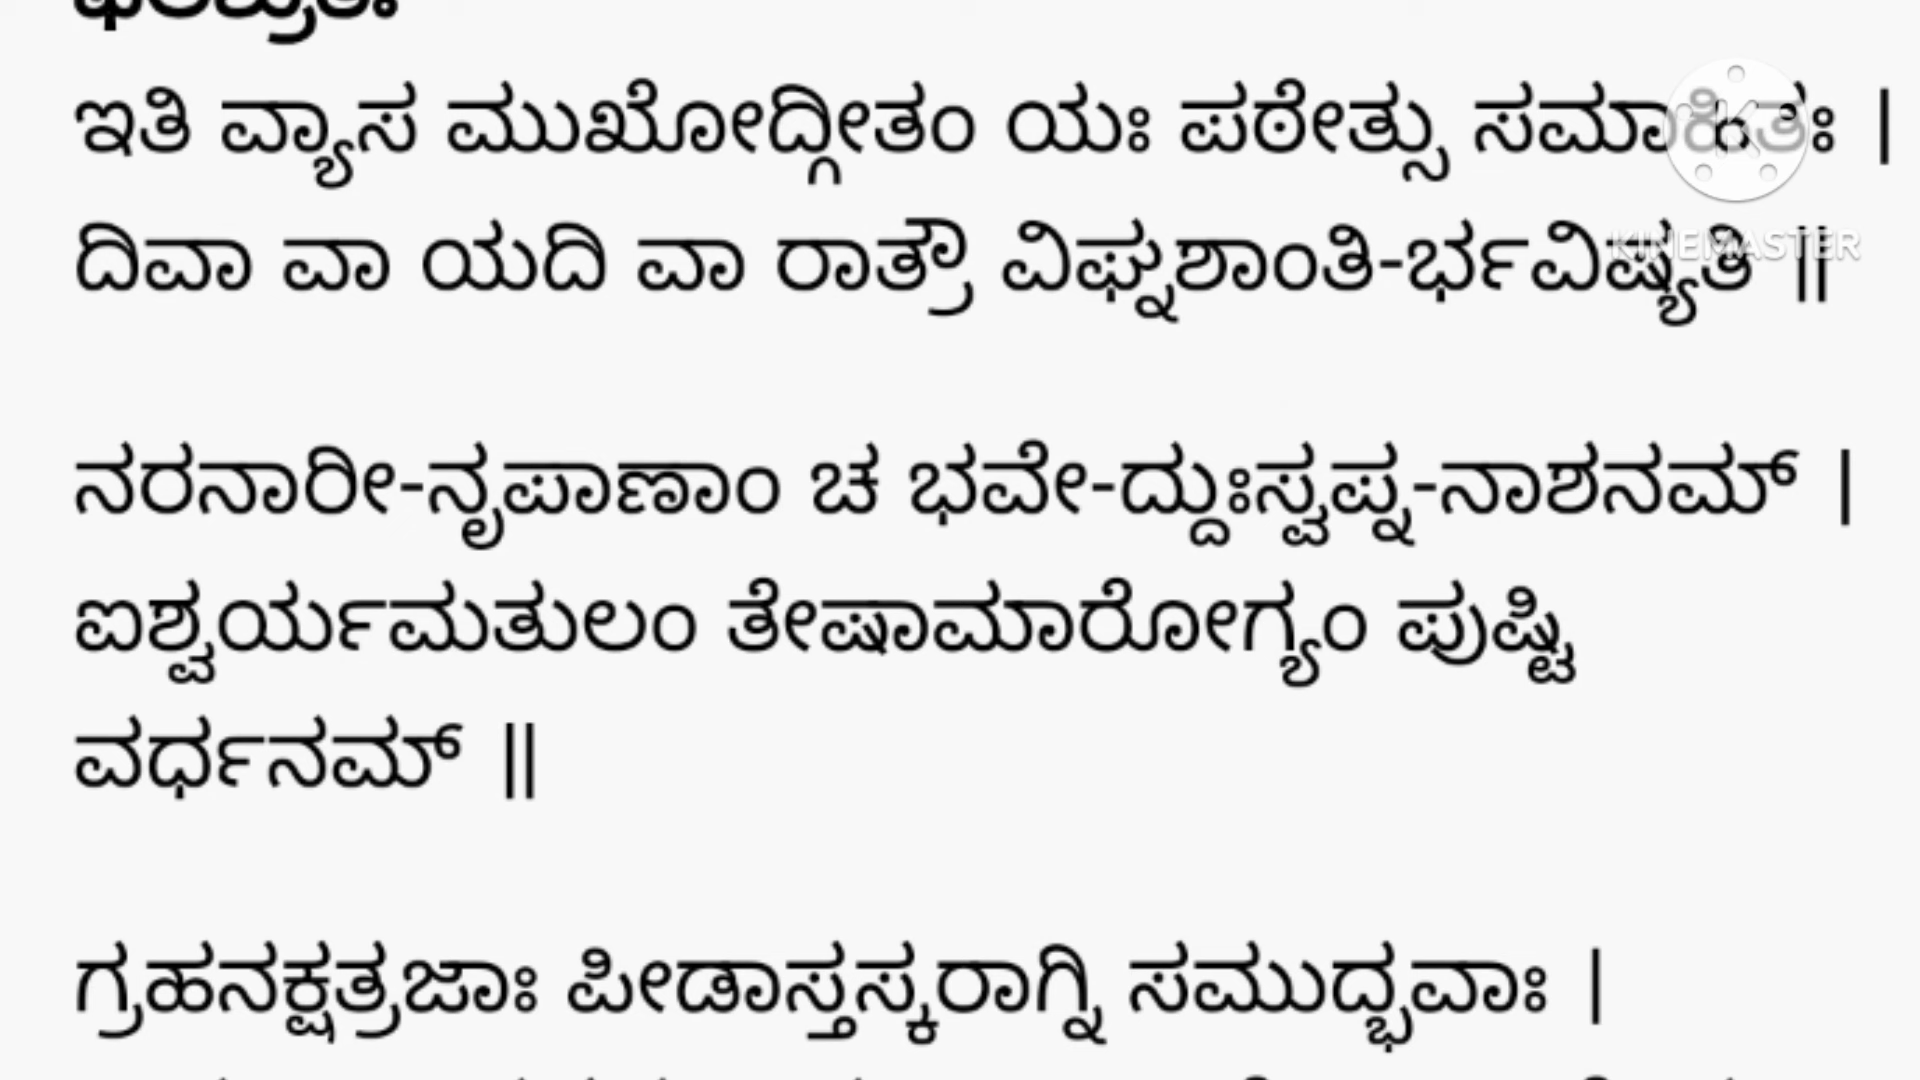 ಇತಿ ವ್ಯಾಸ ಮುಖೋದ್ಗೀತಂ ಯಃ ಪಠೇತ್ಸು ಸಮಾಹಿತಃ |
ದಿವಾ ವಾ ಯದಿ ವಾ ರಾತ್ರೌ ವಿಘ್ನಶಾಂತಿ-ರ್ಭವಿಷ್ಯತಿ ||
KINEMASTER
ನರನಾರೀ-ನೃಪಾಣಾಂ ಚ ಭವೇ-ದ್ದುಃಸ್ವಪ್ನ-ನಾಶನಮ್ |
ಐಶ್ವರ್ಯಮತುಲಂ ತೇಷಾಮಾರೋಗ್ಯಂ ಪುಷ್ಟಿ
ವರ್ಧನಮ್ ||
ಗ್ರಹನಕ್ಷತ್ರಜಾಃ ಪೀಡಾಸ್ತಸ್ಕರಾಗ್ನಿ ಸಮುದ್ಭವಾಃ |